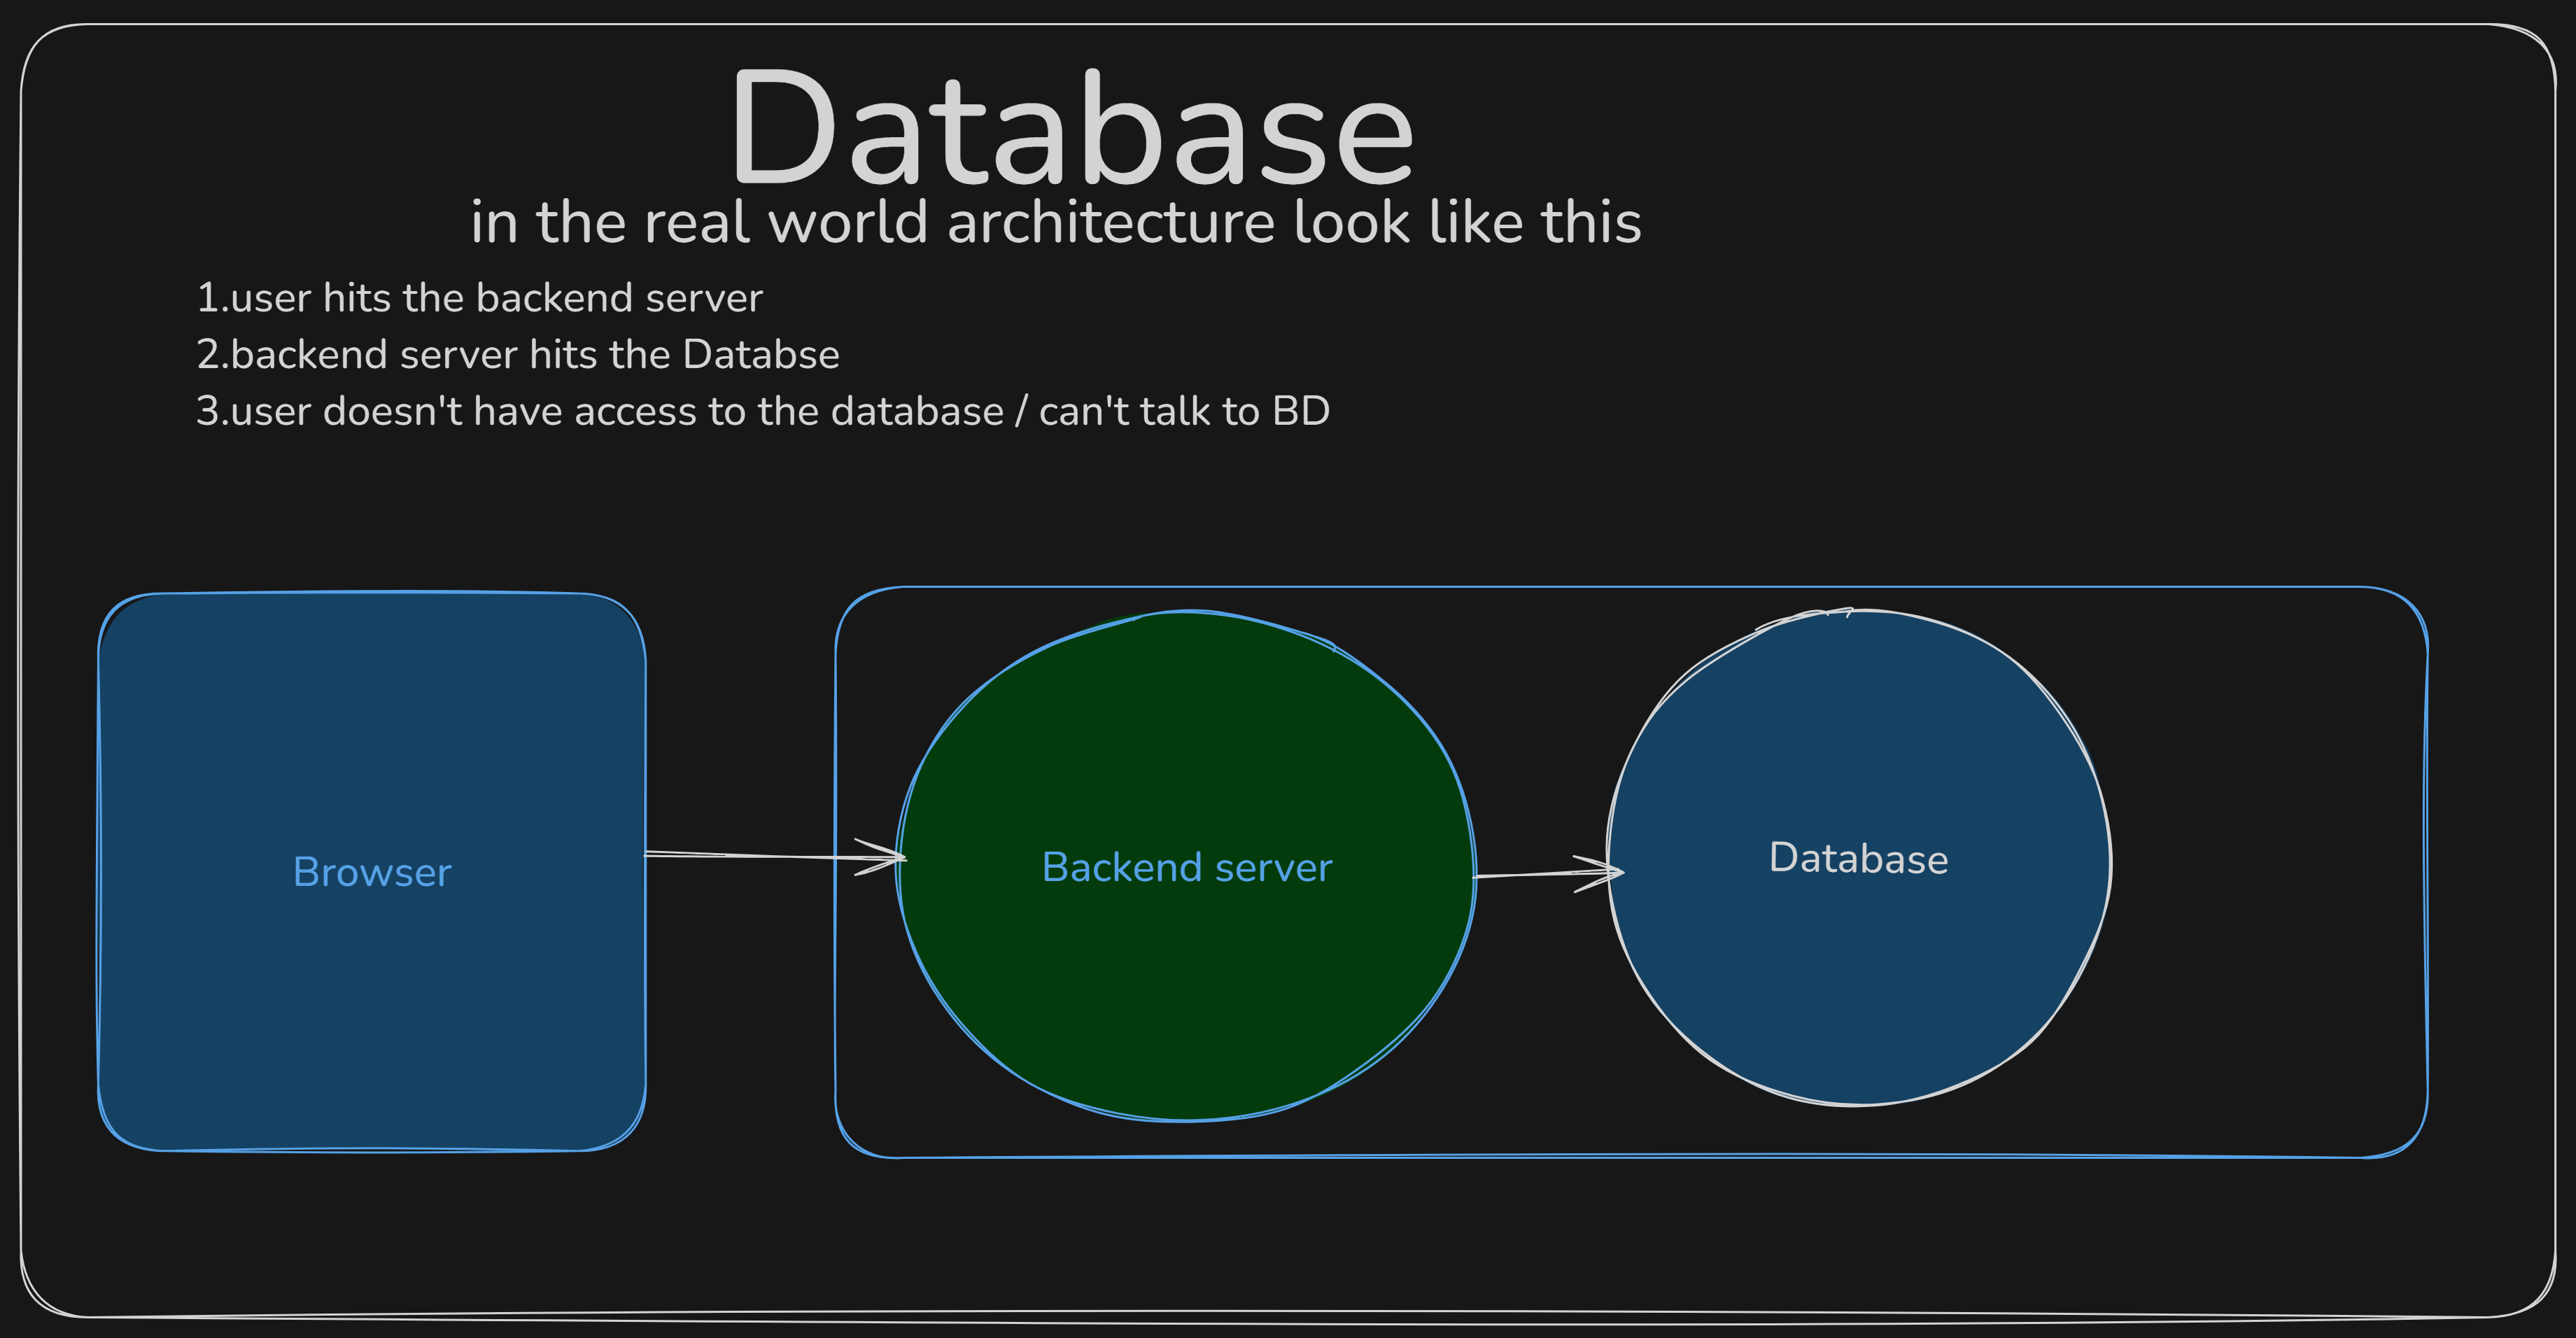 Database
in the real world architecture look like this
1.user hits the backend server
2.backend server hits the Databse
3.user doesn't have access to the database / can't talk to BD
Browser
Backend server
Database